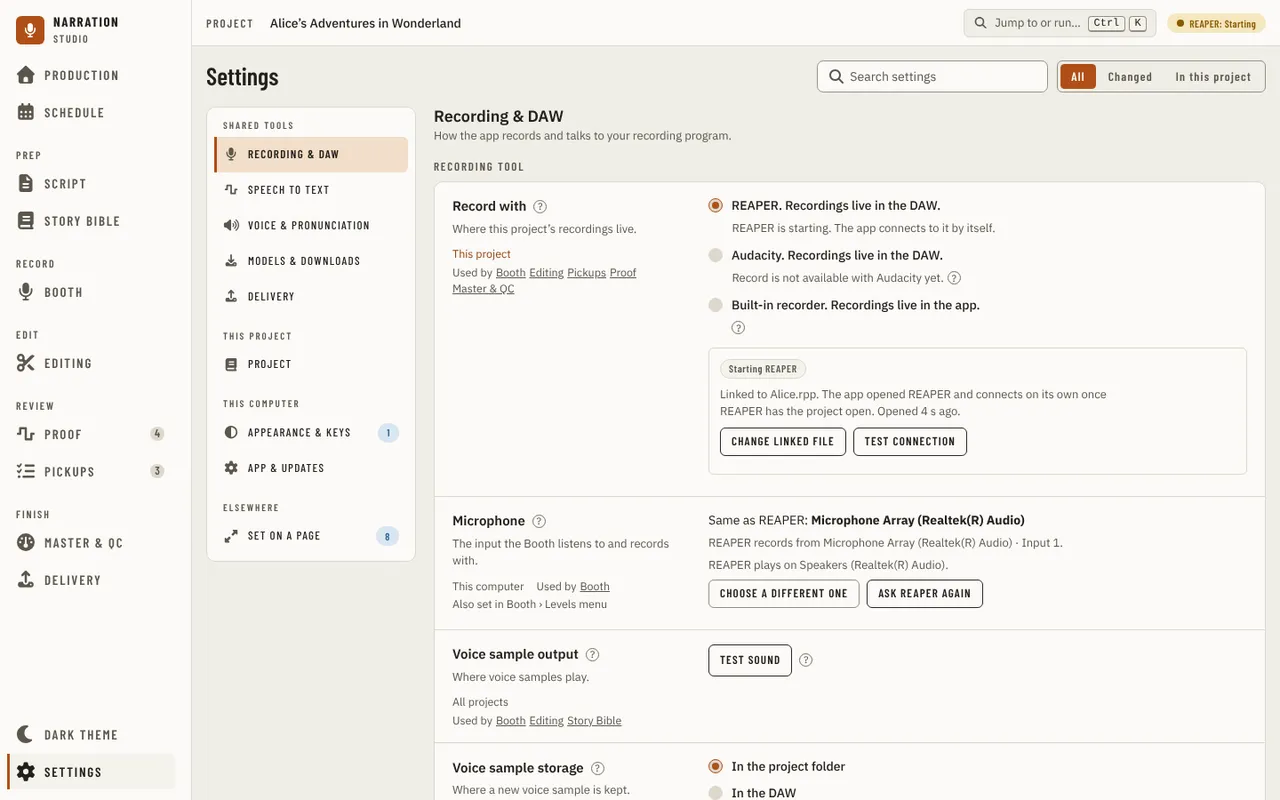 NARRATION
STUDIO
PRODUCTION
SCHEDULE
PREP
SCRIPT
STORY BIBLE
RECORD
BOOTH
EDIT
EDITING
REVIEW
PROOF 4
PICKUPS 3
FINISH
MASTER & QC
DELIVERY
DARK THEME
SETTINGS
PROJECT Alice’s Adventures in Wonderland
Jump to or run… Ctrl K
REAPER: Starting
Settings
Search settings
All Changed In this project
SHARED TOOLS
RECORDING & DAW
SPEECH TO TEXT
VOICE & PRONUNCIATION
MODELS & DOWNLOADS
DELIVERY
THIS PROJECT
PROJECT
THIS COMPUTER
APPEARANCE & KEYS 1
APP & UPDATES
ELSEWHERE
SET ON A PAGE 8
Recording & DAW
How the app records and talks to your recording program.
RECORDING TOOL
Record with ?
Where this project’s recordings live.
This project
Used by Booth Editing Pickups Proof
Master & QC
REAPER. Recordings live in the DAW.
REAPER is starting. The app connects to it by itself.
Audacity. Recordings live in the DAW.
Record is not available with Audacity yet. ?
Built-in recorder. Recordings live in the app.
?
Starting REAPER
Linked to Alice.rpp. The app opened REAPER and connects on its own once
REAPER has the project open. Opened 4 s ago.
CHANGE LINKED FILE TEST CONNECTION
Microphone ?
The input the Booth listens to and records
with.
This computer Used by Booth
Also set in Booth › Levels menu
Same as REAPER: Microphone Array (Realtek(R) Audio)
REAPER records from Microphone Array (Realtek(R) Audio) · Input 1.
REAPER plays on Speakers (Realtek(R) Audio).
CHOOSE A DIFFERENT ONE ASK REAPER AGAIN
Voice sample output ?
Where voice samples play.
All projects
Used by Booth Editing Story Bible
TEST SOUND ?
Voice sample storage ?
Where a new voice sample is kept.
In the project folder
In the DAW